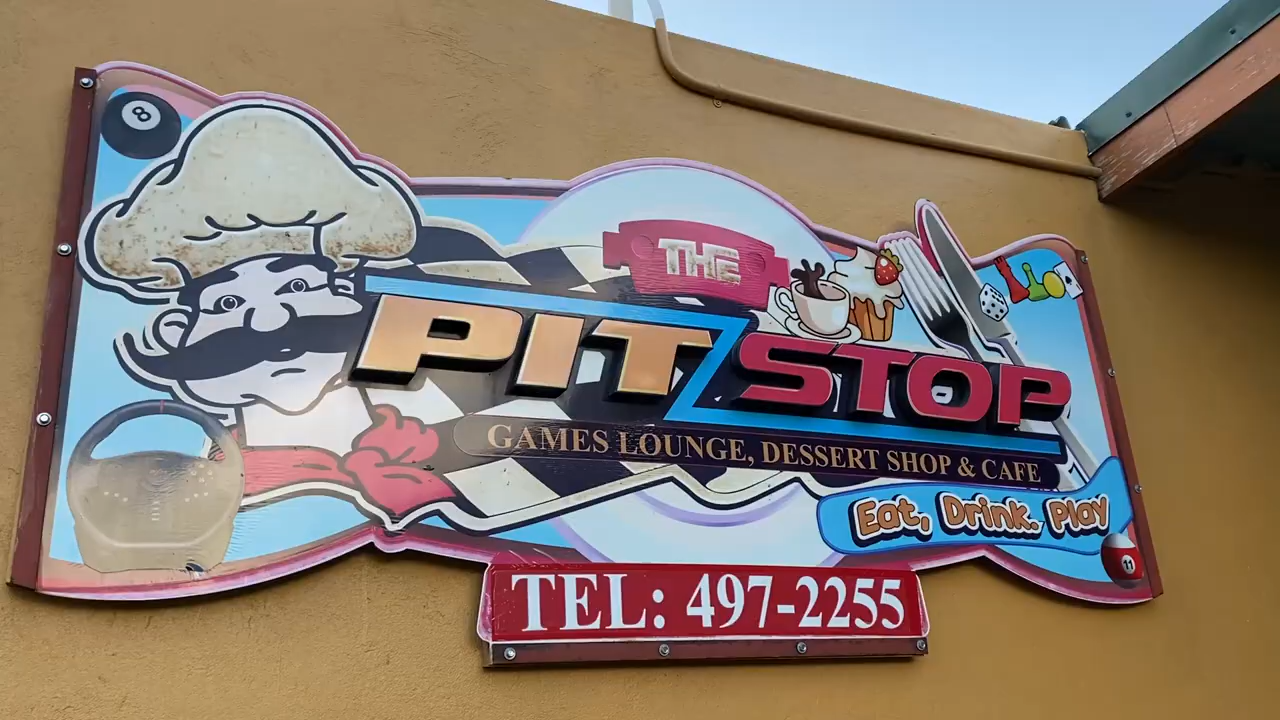 8
THE
PIT STOP
GAMES LOUNGE, DESSERT SHOP & CAFE
Eat, Drink, Play
11
TEL: 497-2255